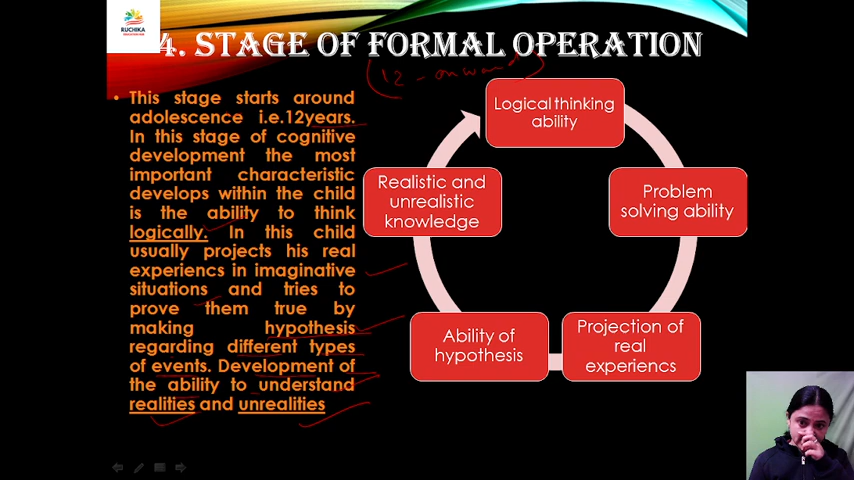 RUCHIKA
4. STAGE OF FORMAL OPERATION
(12 - onward)
• This stage starts around
adolescence i.e.12years.
In this stage of cognitive
development the most
important characteristic
develops within the child
is the ability to think
logically. In this child
usually projects his real
experiencs in imaginative
situations and tries to
prove them true by
making hypothesis
regarding different types
of events. Development of
the ability to understand
realities and unrealities
Logical thinking
ability
Problem
solving ability
Projection of
real
experiencs
Ability of
hypothesis
Realistic and
unrealistic
knowledge